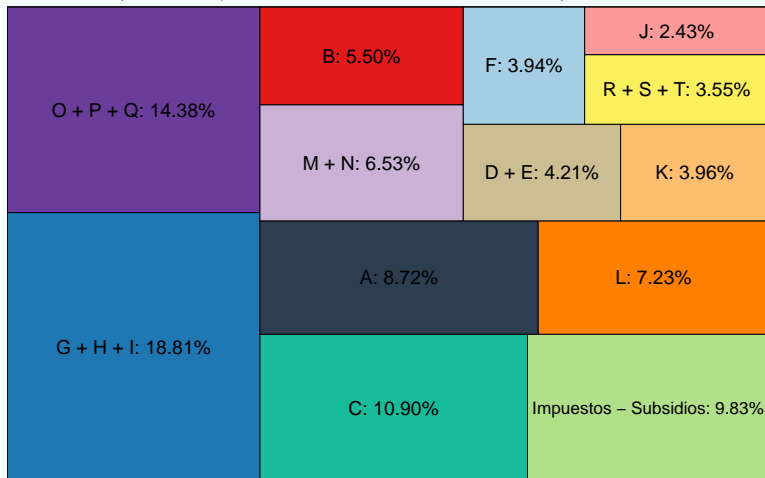 O + P + Q: 14.38%
B: 5.50%
F: 3.94%
J: 2.43%
R + S + T: 3.55%
M + N: 6.53%
D + E: 4.21%
K: 3.96%
A: 8.72%
L: 7.23%
G + H + I: 18.81%
C: 10.90%
Impuestos − Subsidios: 9.83%